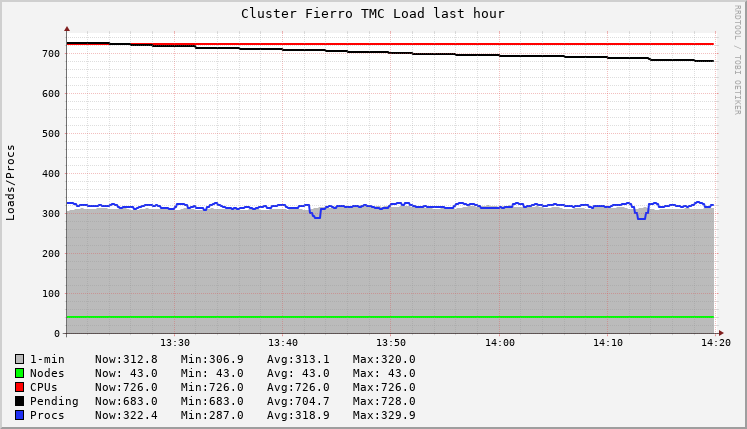 Cluster Fierro TMC Load last hour
RRDTOOL / TOBI OETIKER
Loads/Procs
700
600
500
400
300
200
100
0
13:30 13:40 13:50 14:00 14:10 14:20
1-min Now:312.8 Min:306.9 Avg:313.1 Max:320.0
Nodes Now: 43.0 Min: 43.0 Avg: 43.0 Max: 43.0
CPUs Now:726.0 Min:726.0 Avg:726.0 Max:726.0
Pending Now:683.0 Min:683.0 Avg:704.7 Max:728.0
Procs Now:322.4 Min:287.0 Avg:318.9 Max:329.9